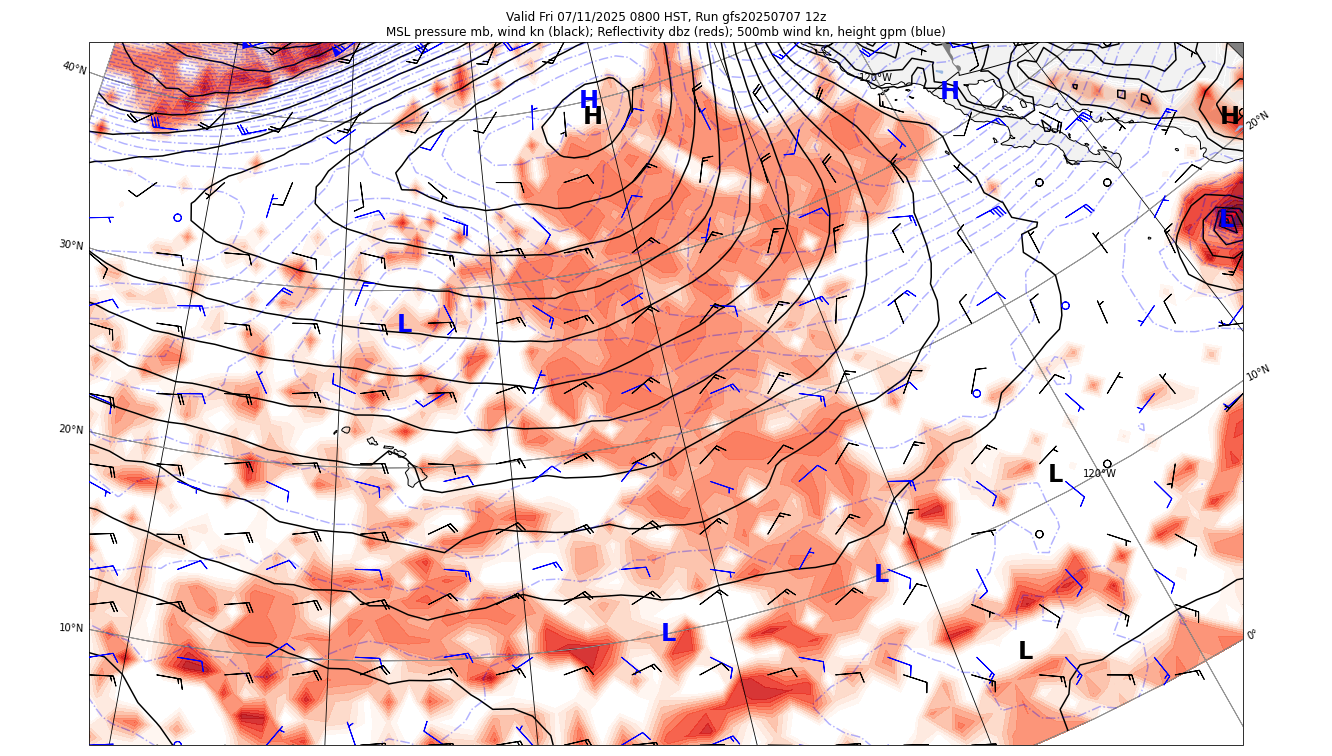 Valid Fri 07/11/2025 0800 HST, Run gfs20250707 12z
MSL pressure mb, wind kn (black); Reflectivity dbz (reds); 500mb wind kn, height gpm (blue)
40°N
120°W
H
H
H
H
20°N
L
30°N
L
10°N
20°N
L
120°W
L
10°N
L
0°
L